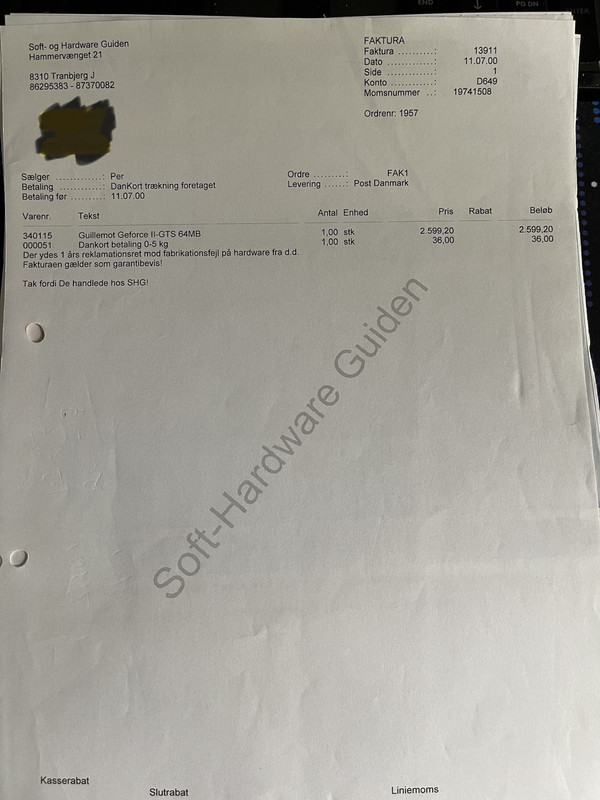 END
PG DN
Soft- og Hardware Guiden
Hammervænget 21
8310 Tranbjerg J
86295383 - 87370082
FAKTURA
Faktura ..........: 13911
Dato .............: 11.07.00
Side .............: 1
Konto ............: D649
Momsnummer ..: 19741508
Ordrenr: 1957
Sælger .............: Per
Betaling ............: DanKort trækning foretaget
Betaling før .........: 11.07.00
Ordre .........: FAK1
Levering ......: Post Danmark
Varenr. Tekst Antal Enhed Pris Rabat Beløb
340115 Guillemot Geforce II-GTS 64MB 1,00 stk 2.599,20 2.599,20
000051 Dankort betaling 0-5 kg 1,00 stk 36,00 36,00
Der ydes 1 års reklamationsret mod fabrikationsfejl på hardware fra d.d.
Fakturaen gælder som garantibevis!
Tak fordi De handlede hos SHG!
Soft-Hardware Guiden
Kasserabat
Slutrabat
Liniemoms